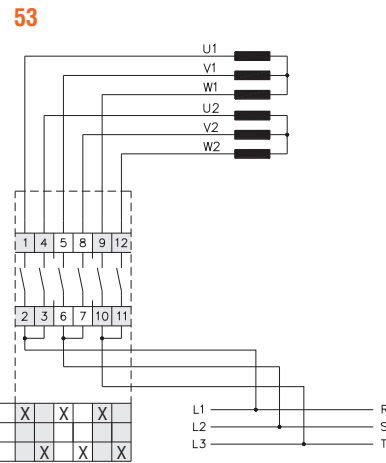 53
U1
V1
W1
U2
V2
W2
1 4 5 8 9 12
2 3 6 7 10 11
X X X
X X X
L1 R
L2 S
L3 T